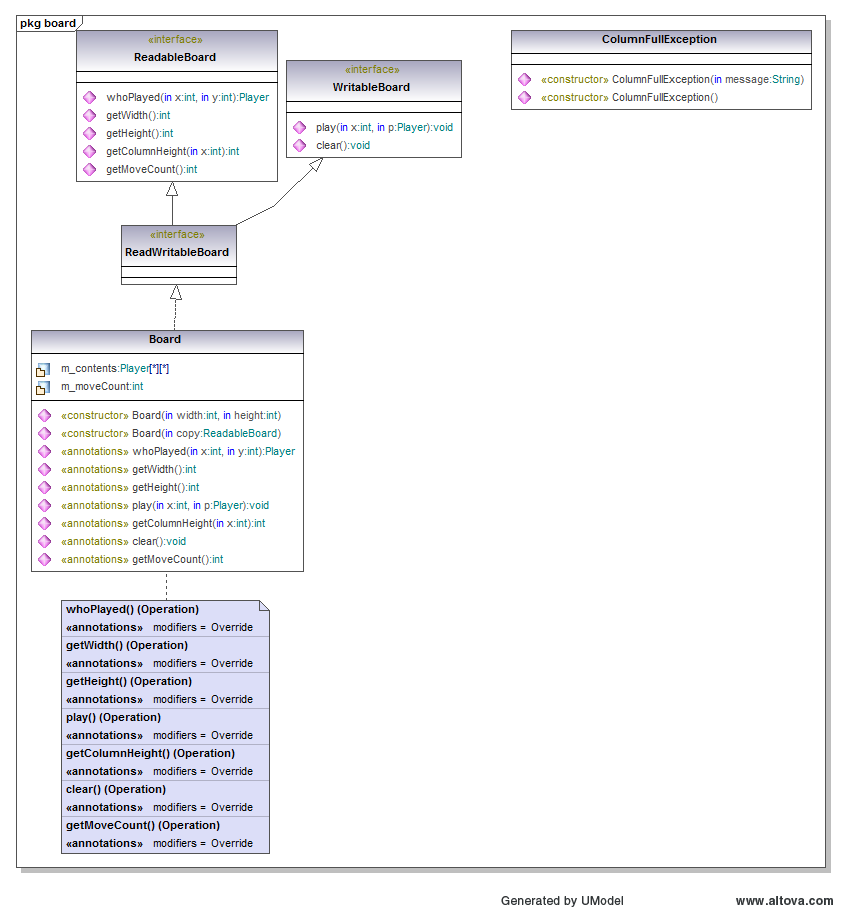 pkg board
«interface»
ReadableBoard
whoPlayed(in x:int, in y:int):Player
getWidth():int
getHeight():int
getColumnHeight(in x:int):int
getMoveCount():int
«interface»
WritableBoard
play(in x:int, in p:Player):void
clear():void
ColumnFullException
«constructor» ColumnFullException(in message:String)
«constructor» ColumnFullException()
«interface»
ReadWritableBoard
Board
m_contents:Player[*][*]
m_moveCount:int
«constructor» Board(in width:int, in height:int)
«constructor» Board(in copy:ReadableBoard)
«annotations» whoPlayed(in x:int, in y:int):Player
«annotations» getWidth():int
«annotations» getHeight():int
«annotations» play(in x:int, in p:Player):void
«annotations» getColumnHeight(in x:int):int
«annotations» clear():void
«annotations» getMoveCount():int
whoPlayed() (Operation)
«annotations» modifiers = Override
getWidth() (Operation)
«annotations» modifiers = Override
getHeight() (Operation)
«annotations» modifiers = Override
play() (Operation)
«annotations» modifiers = Override
getColumnHeight() (Operation)
«annotations» modifiers = Override
clear() (Operation)
«annotations» modifiers = Override
getMoveCount() (Operation)
«annotations» modifiers = Override
Generated by UModel
www.altova.com